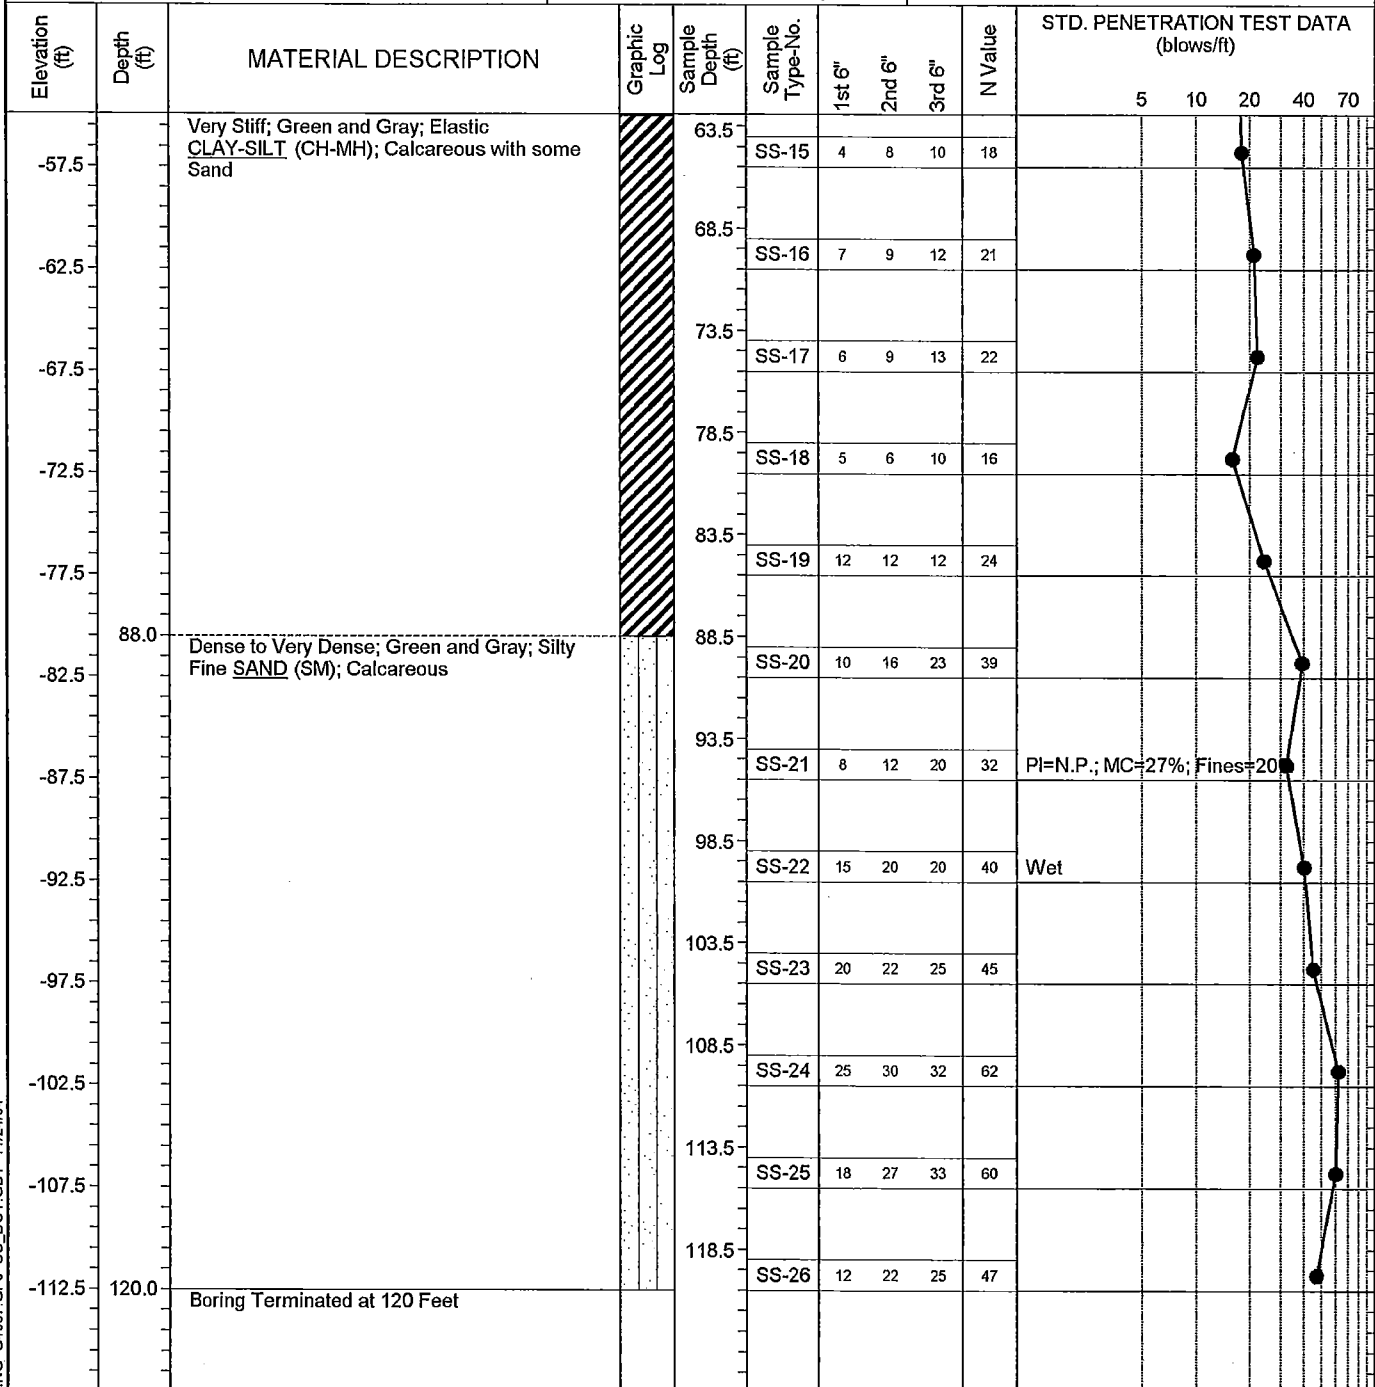 Elevation (ft)
Depth (ft)
MATERIAL DESCRIPTION
Graphic Log
Sample Depth (ft)
Sample Type-No.
1st 6"
2nd 6"
3rd 6"
N Value
STD. PENETRATION TEST DATA
(blows/ft)
5 10 20 40 70
Very Stiff; Green and Gray; Elastic
CLAY-SILT (CH-MH); Calcareous with some
Sand
63.5
SS-15 4 8 10 18
-57.5
68.5
SS-16 7 9 12 21
-62.5
73.5
SS-17 6 9 13 22
-67.5
78.5
SS-18 5 6 10 16
-72.5
83.5
SS-19 12 12 12 24
-77.5
88.0
88.5
Dense to Very Dense; Green and Gray; Silty
Fine SAND (SM); Calcareous
SS-20 10 16 23 39
-82.5
93.5
SS-21 8 12 20 32 PI=N.P.; MC=27%; Fines=20
-87.5
98.5
SS-22 15 20 20 40 Wet
-92.5
103.5
SS-23 20 22 25 45
-97.5
108.5
SS-24 25 30 32 62
-102.5
113.5
SS-25 18 27 33 60
-107.5
118.5
SS-26 12 22 25 47
-112.5
120.0
Boring Terminated at 120 Feet